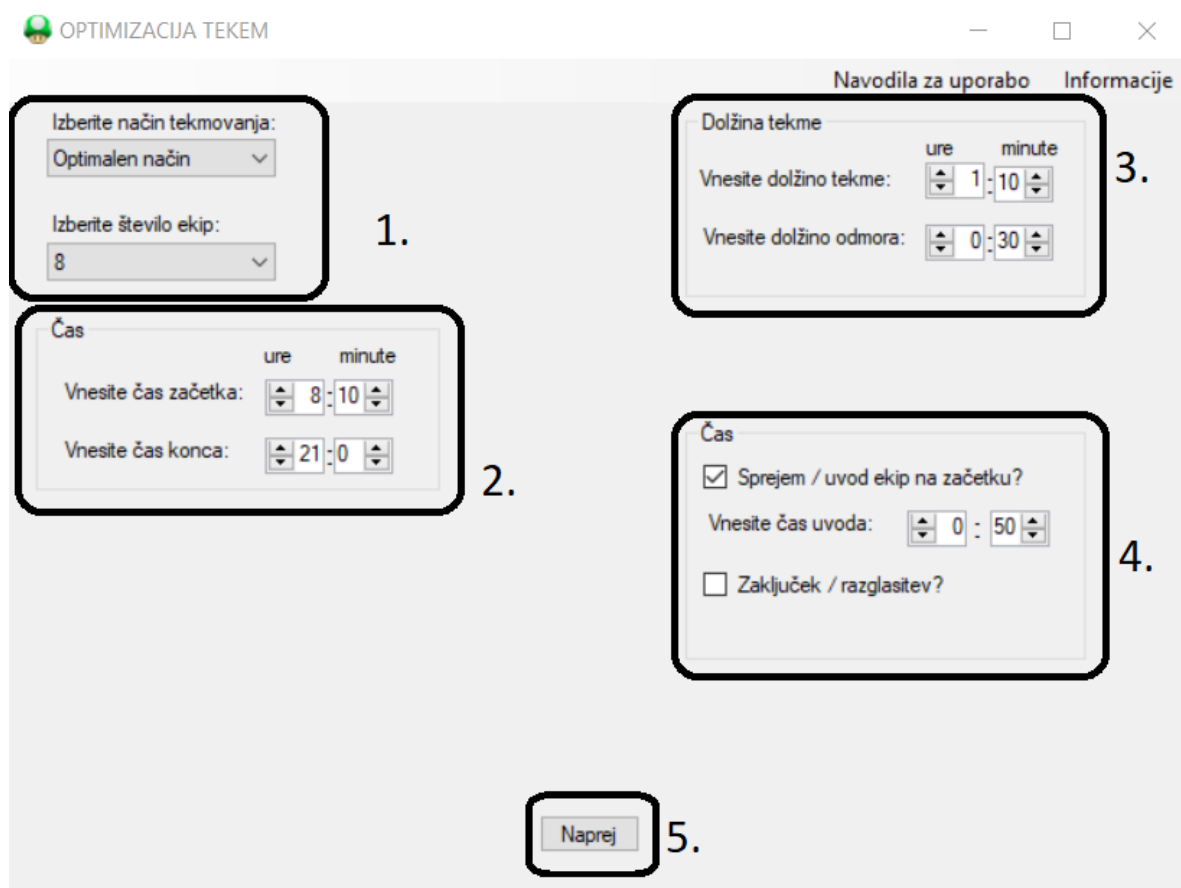 OPTIMIZACIJA TEKEM
Navodila za uporabo Informacije
Izberite način tekmovanja:
Optimalen način
Izberite število ekip:
8
1.
Čas
ure minute
Vnesite čas začetka: 8 : 10
Vnesite čas konca: 21 : 0
2.
Dolžina tekme
ure minute
Vnesite dolžino tekme: 1 : 10
Vnesite dolžino odmora: 0 : 30
3.
Čas
Sprejem / uvod ekip na začetku?
Vnesite čas uvoda: 0 : 50
Zaključek / razglasitev?
4.
Naprej
5.